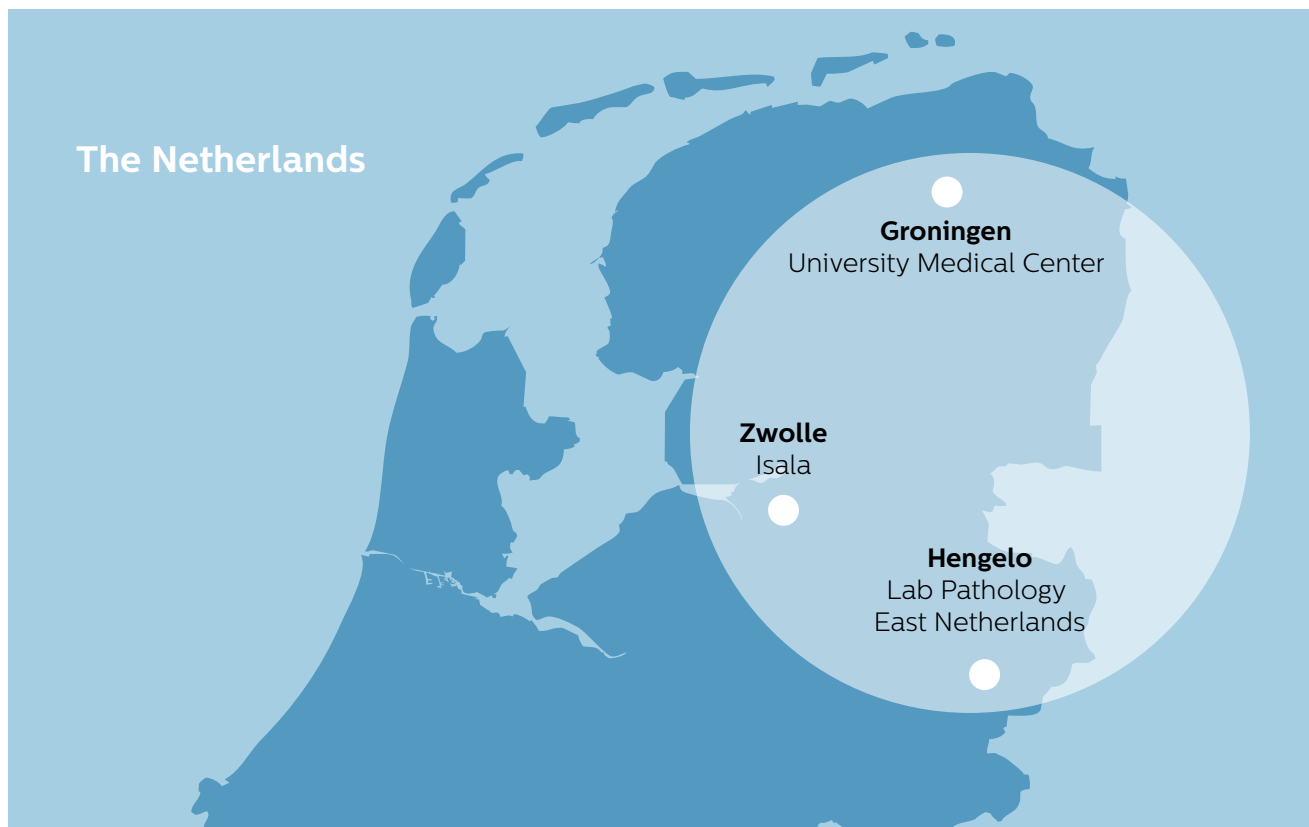 The Netherlands
Groningen
University Medical Center
Zwolle
Isala
Hengelo
Lab Pathology
East Netherlands